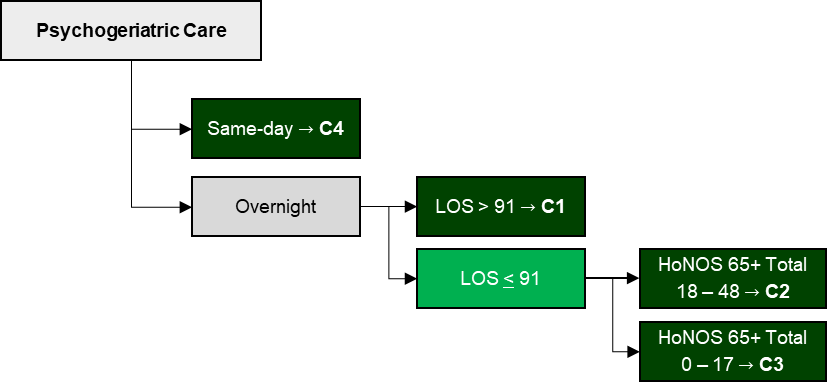 Psychogeriatric Care
Same-day → C4
Overnight
LOS > 91 → C1
LOS ≤ 91
HoNOS 65+ Total
18 – 48 → C2
HoNOS 65+ Total
0 – 17 → C3